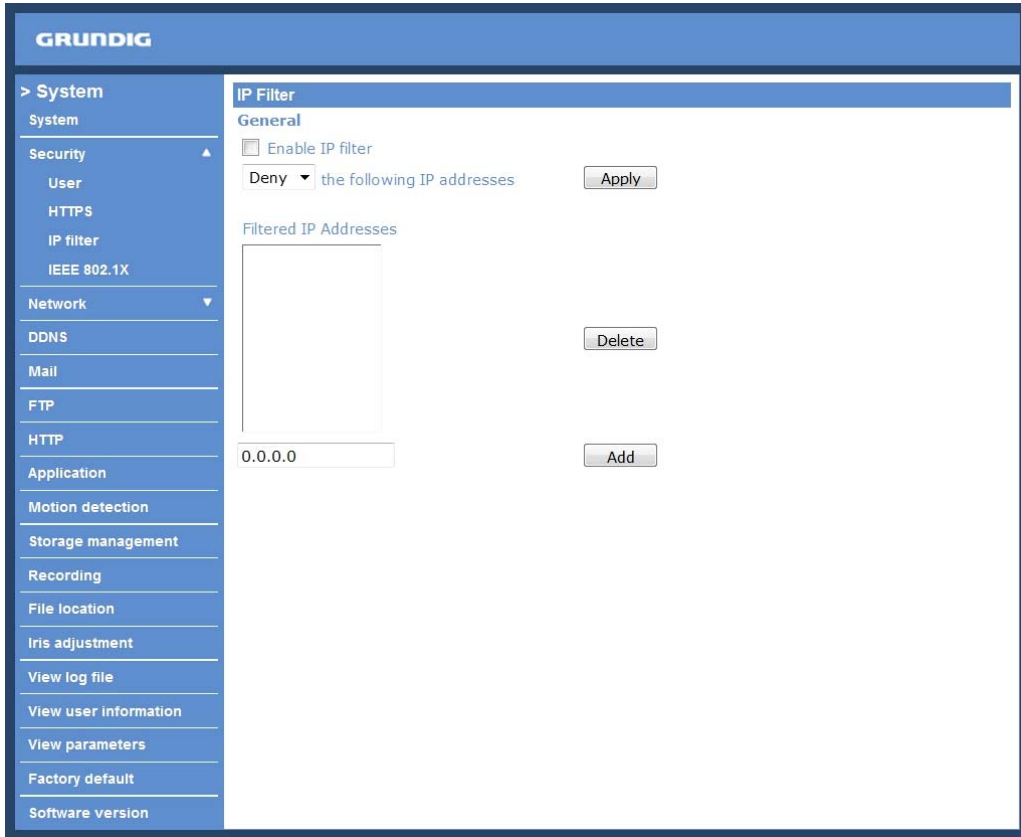 GRUNDIG
> System
System
Security
User
HTTPS
IP filter
IEEE 802.1X
Network
DDNS
Mail
FTP
HTTP
Application
Motion detection
Storage management
Recording
File location
Iris adjustment
View log file
View user information
View parameters
Factory default
Software version
IP Filter
General
Enable IP filter
Deny the following IP addresses Apply
Filtered IP Addresses
Delete
0.0.0.0 Add